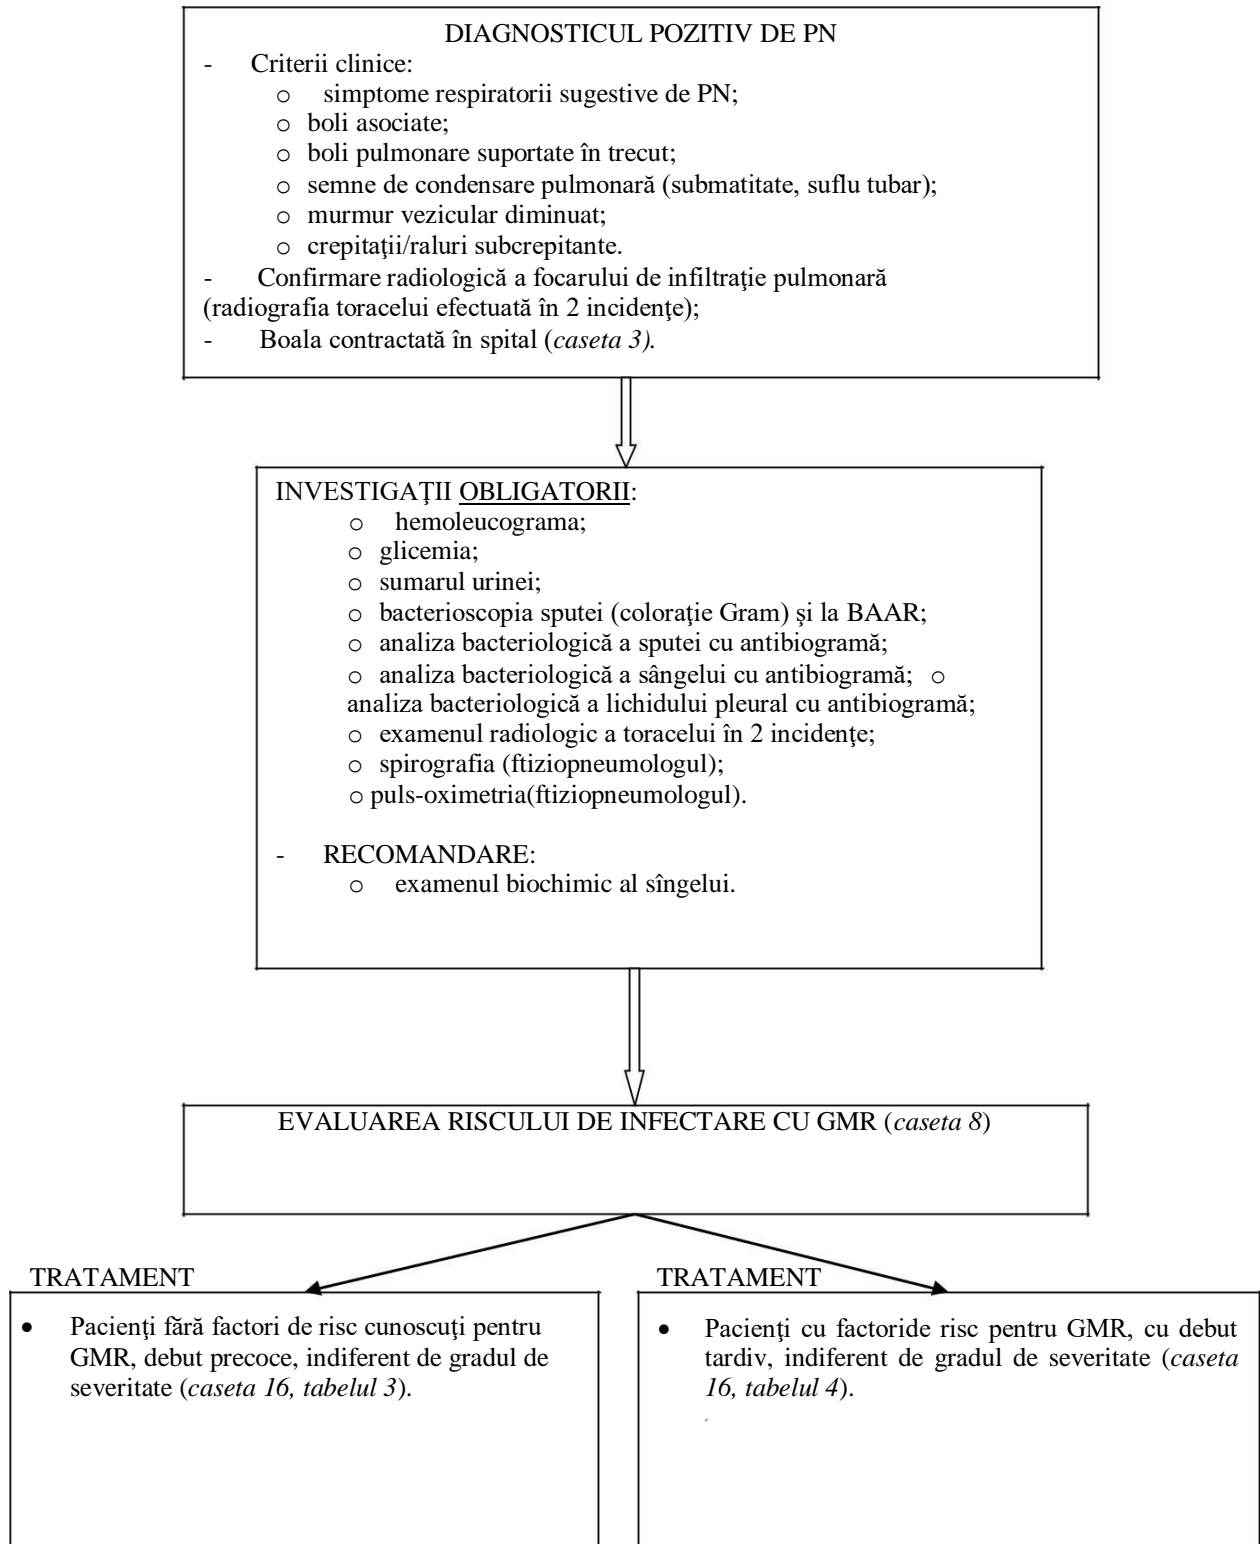 DIAGNOSTICUL POZITIV DE PN
- Criterii clinice:
o simptome respiratorii sugestive de PN;
o boli asociate;
o boli pulmonare suportate în trecut;
o semne de condensare pulmonară (submatitate, suflu tubar);
o murmur vezicular diminuat;
o crepitaţii/raluri subcrepitante.
- Confirmare radiologică a focarului de infiltraţie pulmonară
(radiografia toracelui efectuată în 2 incidenţe);
- Boala contractată în spital (caseta 3).
INVESTIGAŢII OBLIGATORII:
o hemoleucograma;
o glicemia;
o sumarul urinei;
o bacterioscopia sputei (coloraţie Gram) şi la BAAR;
o analiza bacteriologică a sputei cu antibiogramă;
o analiza bacteriologică a sângelui cu antibiogramă; o
analiza bacteriologică a lichidului pleural cu antibiogramă;
o examenul radiologic a toracelui în 2 incidenţe;
o spirografia (ftiziopneumologul);
o puls-oximetria(ftiziopneumologul).
- RECOMANDARE:
o examenul biochimic al sîngelui.
EVALUAREA RISCULUI DE INFECTARE CU GMR (caseta 8)
TRATAMENT
• Pacienţi fără factori de risc cunoscuţi pentru
GMR, debut precoce, indiferent de gradul de
severitate (caseta 16, tabelul 3).
TRATAMENT
• Pacienţi cu factoride risc pentru GMR, cu debut
tardiv, indiferent de gradul de severitate (caseta
16, tabelul 4).